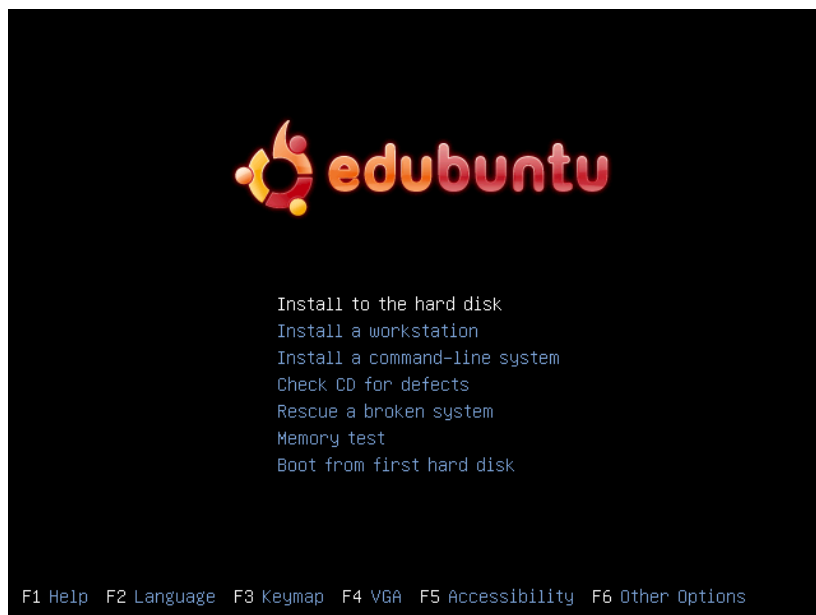 edubuntu
Install to the hard disk
Install a workstation
Install a command-line system
Check CD for defects
Rescue a broken system
Memory test
Boot from first hard disk
F1 Help F2 Language F3 Keymap F4 VGA F5 Accessibility F6 Other Options